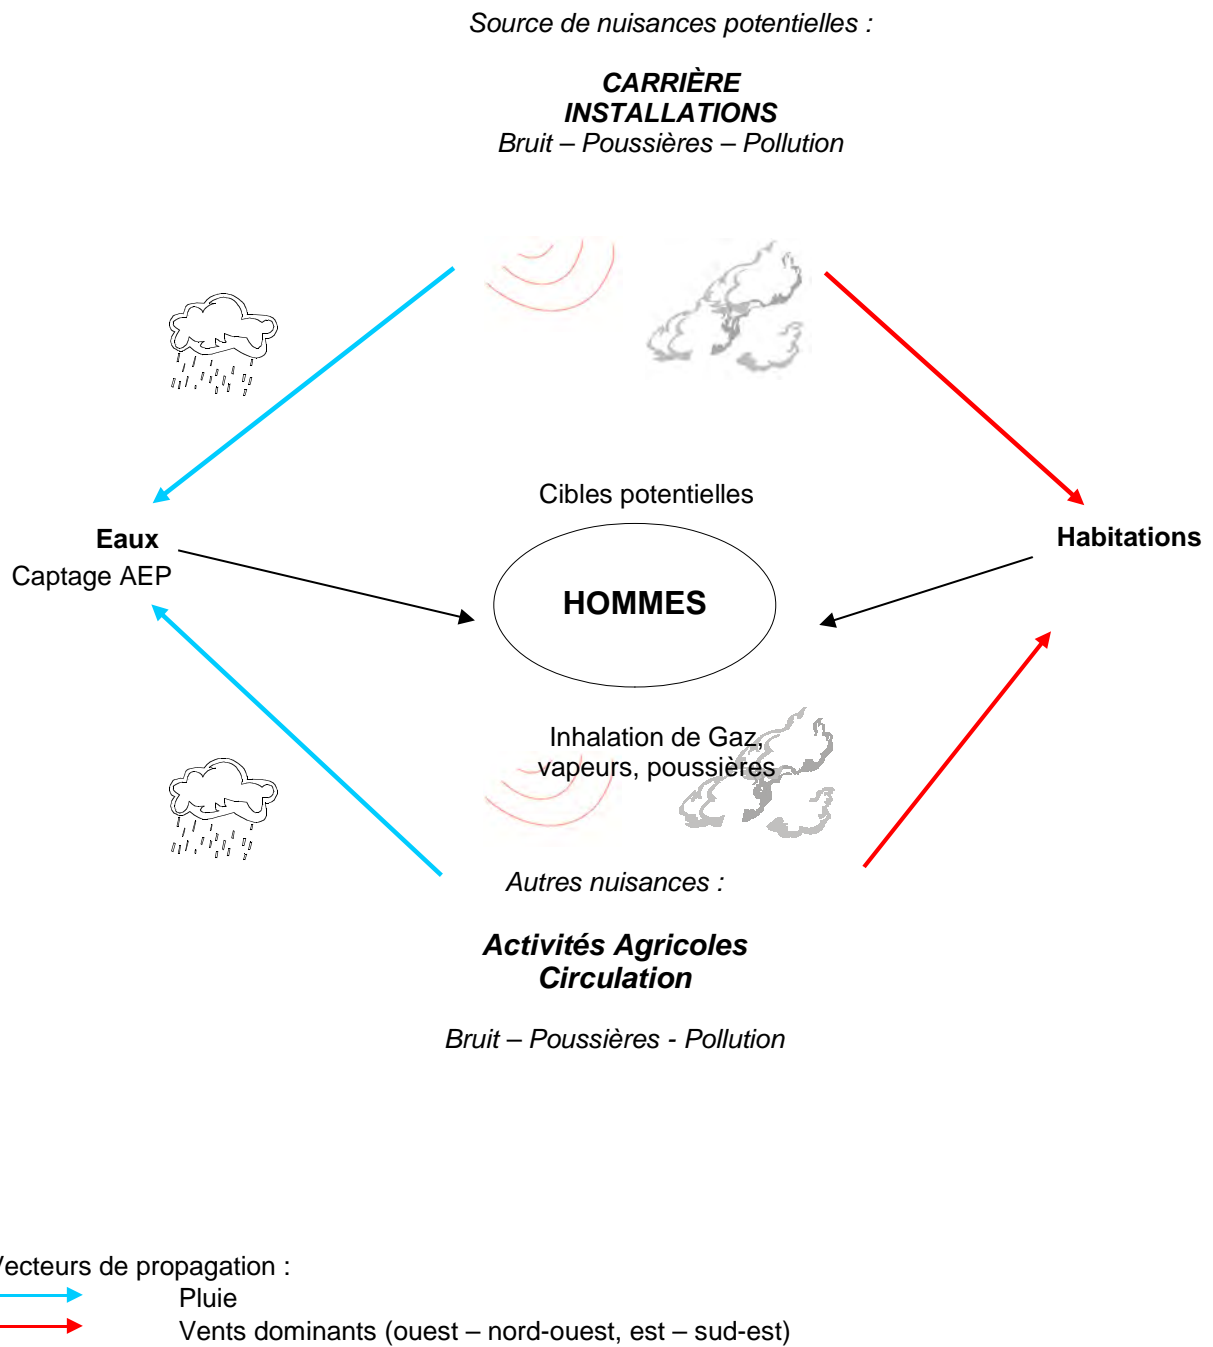 Source de nuisances potentielles :
CARRIÈRE
INSTALLATIONS
Bruit – Poussières – Pollution
Cibles potentielles
Eaux
Captage AEP
HOMMES
Habitations
Inhalation de Gaz,
vapeurs, poussières
Autres nuisances :
Activités Agricoles
Circulation
Bruit – Poussières - Pollution
Vecteurs de propagation :
Pluie
Vents dominants (ouest – nord-ouest, est – sud-est)